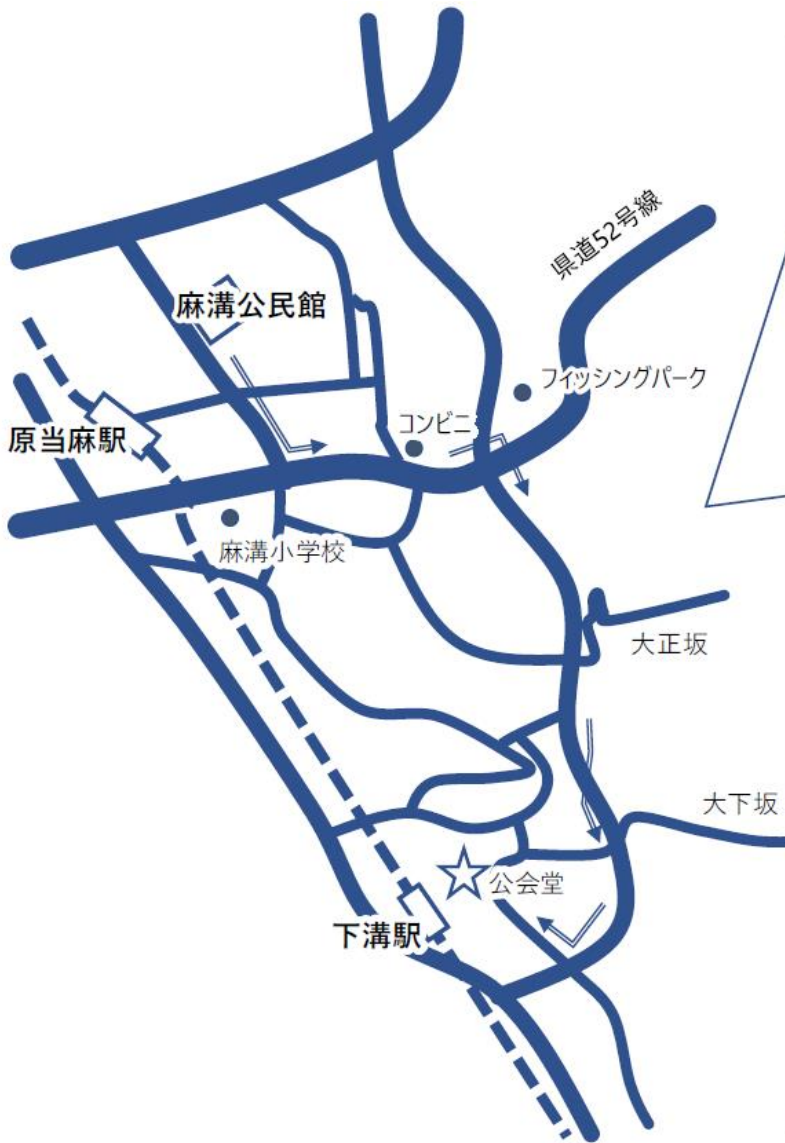 県道52号線
麻溝公民館
フィッシングパーク
コンビニ
原当麻駅
麻溝小学校
大正坂
大下坂
公会堂
下溝駅